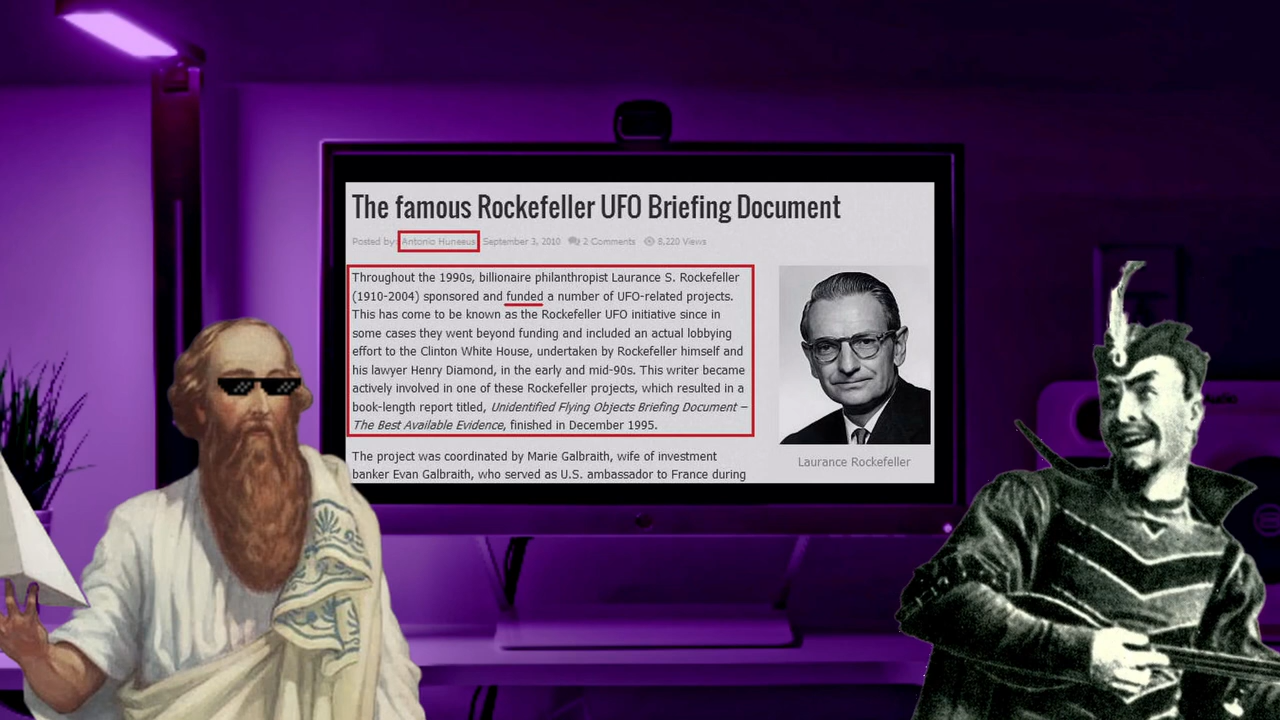 The famous Rockefeller UFO Briefing Document
Posted by Antonio Huneeus September 3, 2010 2 Comments 8,220 Views
Throughout the 1990s, billionaire philanthropist Laurance S. Rockefeller
(1910-2004) sponsored and funded a number of UFO-related projects.
This has come to be known as the Rockefeller UFO initiative since in
some cases they went beyond funding and included an actual lobbying
effort to the Clinton White House, undertaken by Rockefeller himself and
his lawyer Henry Diamond, in the early and mid-90s. This writer became
actively involved in one of these Rockefeller projects, which resulted in a
book-length report titled, Unidentified Flying Objects Briefing Document –
The Best Available Evidence, finished in December 1995.
The project was coordinated by Marie Galbraith, wife of investment
banker Evan Galbraith, who served as U.S. ambassador to France during
Laurance Rockefeller